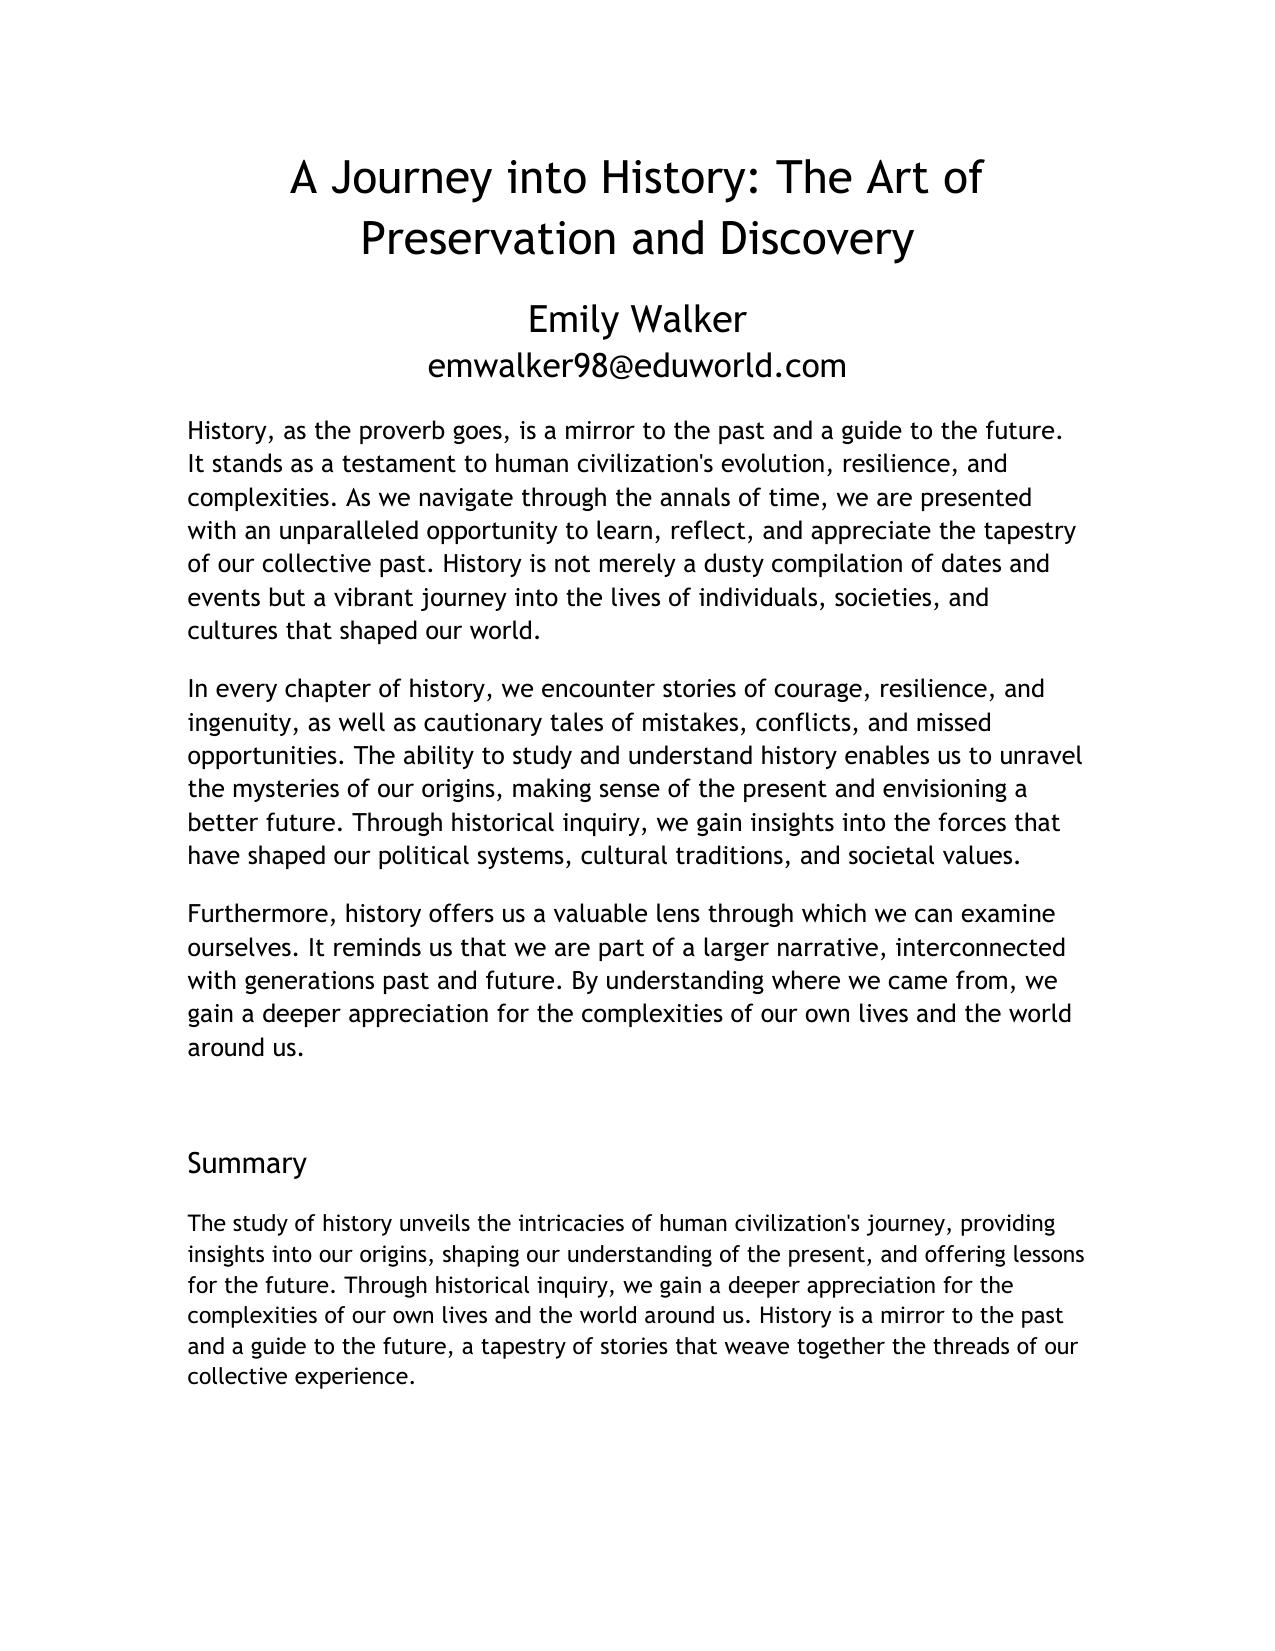 A Journey into History: The Art of
Preservation and Discovery
Emily Walker
emwalker98@eduworld.com
History, as the proverb goes, is a mirror to the past and a guide to the future.
It stands as a testament to human civilization's evolution, resilience, and
complexities. As we navigate through the annals of time, we are presented
with an unparalleled opportunity to learn, reflect, and appreciate the tapestry
of our collective past. History is not merely a dusty compilation of dates and
events but a vibrant journey into the lives of individuals, societies, and
cultures that shaped our world.
In every chapter of history, we encounter stories of courage, resilience, and
ingenuity, as well as cautionary tales of mistakes, conflicts, and missed
opportunities. The ability to study and understand history enables us to unravel
the mysteries of our origins, making sense of the present and envisioning a
better future. Through historical inquiry, we gain insights into the forces that
have shaped our political systems, cultural traditions, and societal values.
Furthermore, history offers us a valuable lens through which we can examine
ourselves. It reminds us that we are part of a larger narrative, interconnected
with generations past and future. By understanding where we came from, we
gain a deeper appreciation for the complexities of our own lives and the world
around us.
Summary
The study of history unveils the intricacies of human civilization's journey, providing
insights into our origins, shaping our understanding of the present, and offering lessons
for the future. Through historical inquiry, we gain a deeper appreciation for the
complexities of our own lives and the world around us. History is a mirror to the past
and a guide to the future, a tapestry of stories that weave together the threads of our
collective experience.